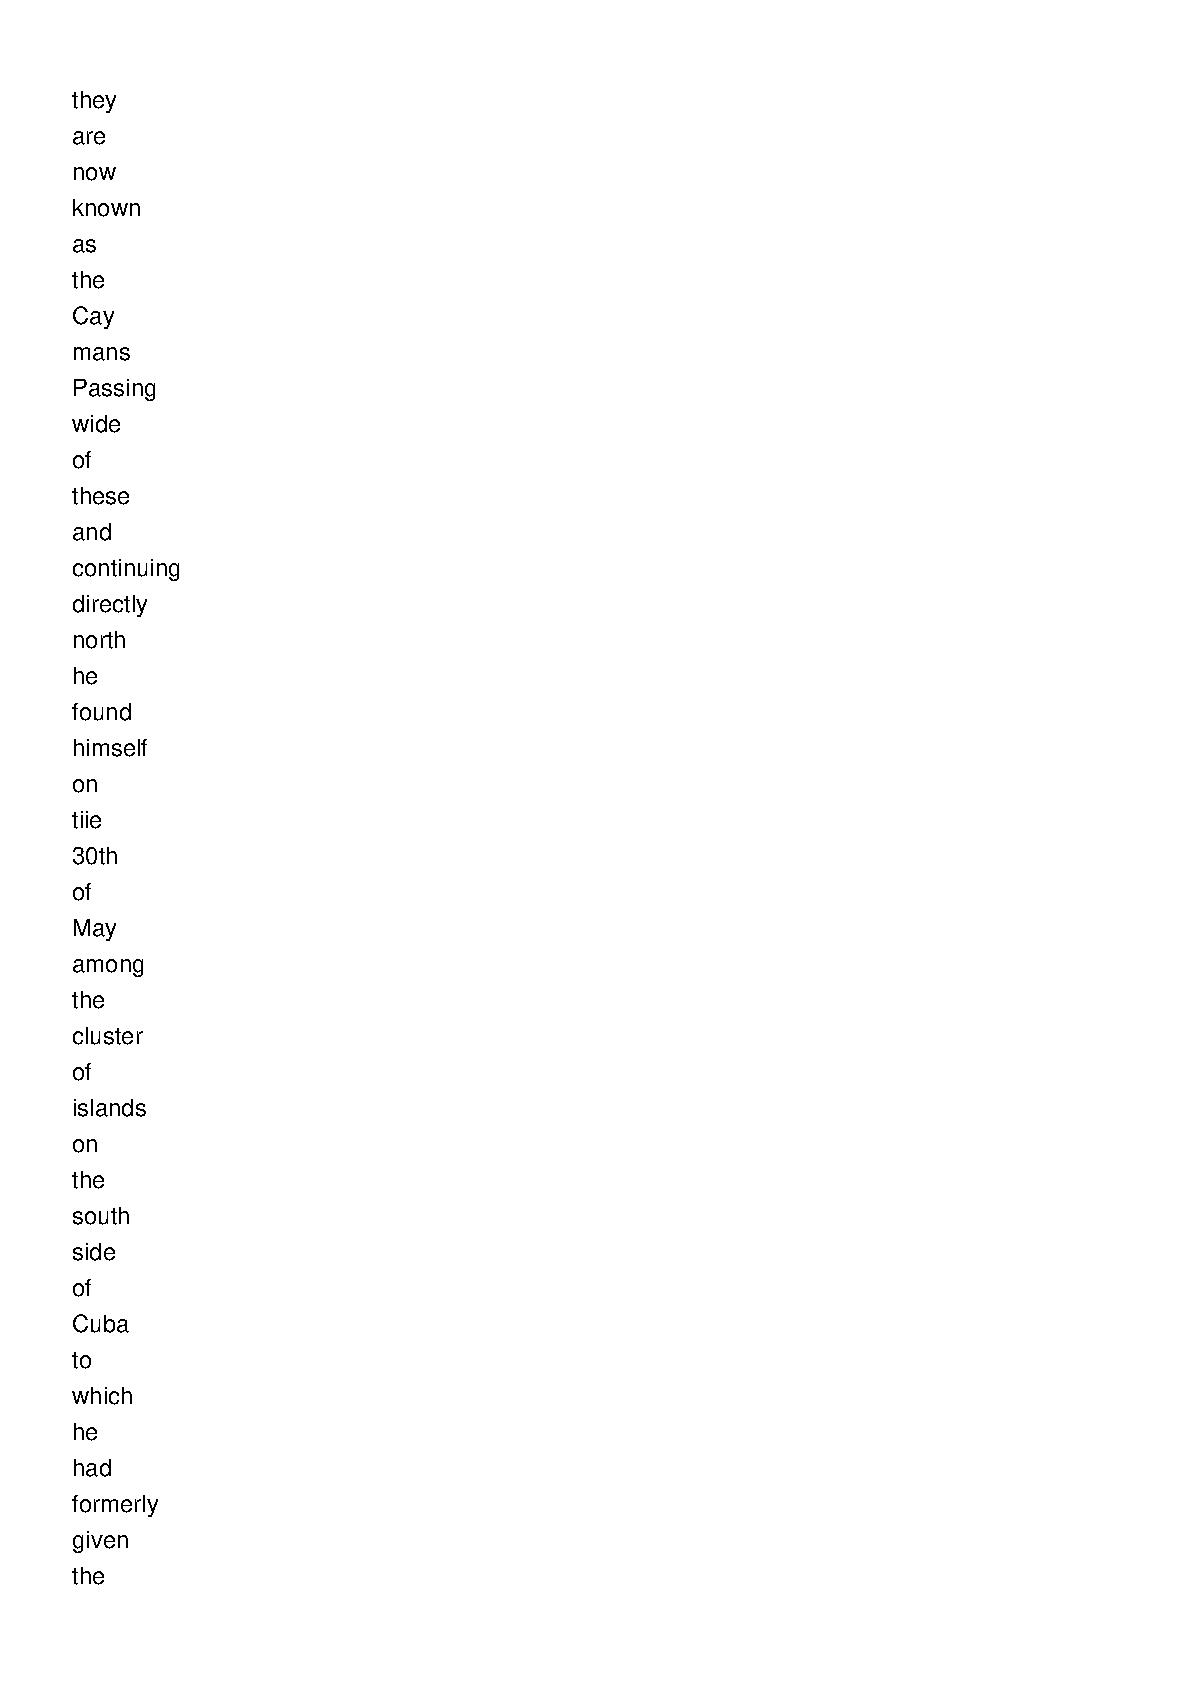 they
are
now
known
as
the
Cay
mans
Passing
wide
of
these
and
continuing
directly
north
he
found
himself
on
tiie
30th
of
May
among
the
cluster
of
islands
on
the
south
side
of
Cuba
to
which
he
had
formerly
given
the